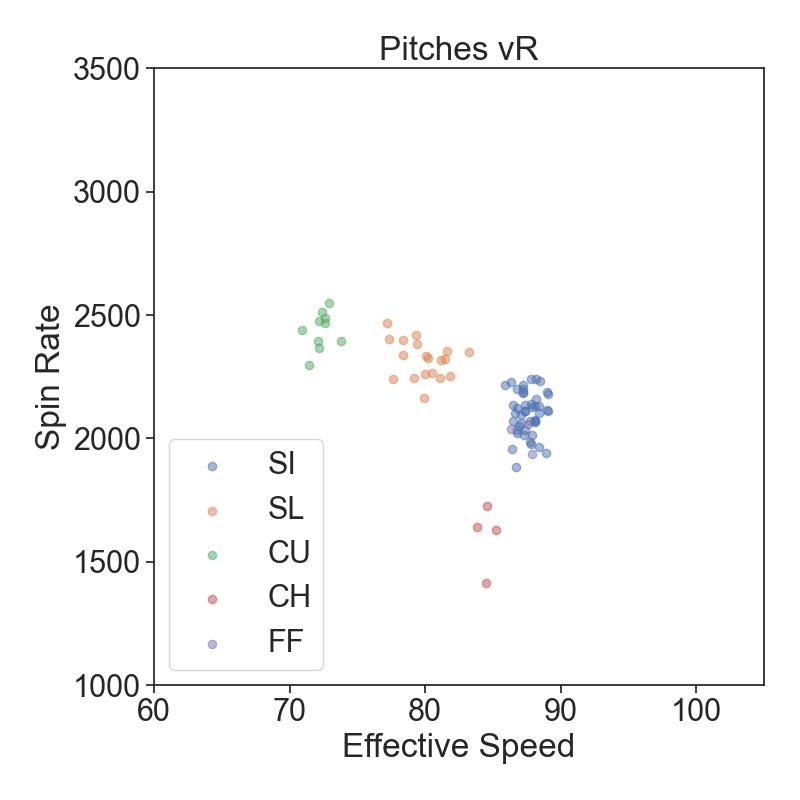 Pitches vR
3500
3000
2500
2000
1500
1000
Spin Rate
SI
SL
CU
CH
FF
60 70 80 90 100
Effective Speed